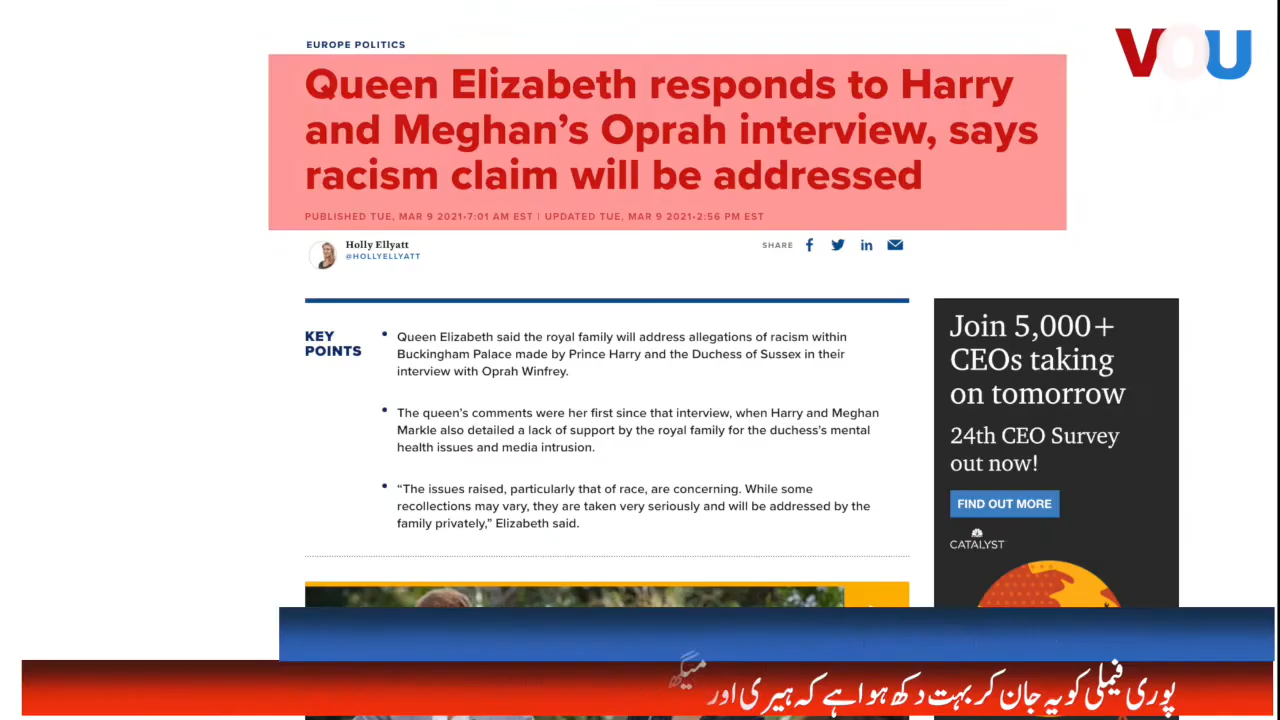 EUROPE POLITICS
VOU
Queen Elizabeth responds to Harry
and Meghan’s Oprah interview, says
racism claim will be addressed
PUBLISHED TUE, MAR 9 2021•7:01 AM EST | UPDATED TUE, MAR 9 2021•2:56 PM EST
Holly Ellyatt
@HOLLYELLYATT
SHARE
KEY
POINTS
• Queen Elizabeth said the royal family will address allegations of racism within
Buckingham Palace made by Prince Harry and the Duchess of Sussex in their
interview with Oprah Winfrey.
• The queen’s comments were her first since that interview, when Harry and Meghan
Markle also detailed a lack of support by the royal family for the duchess’s mental
health issues and media intrusion.
• “The issues raised, particularly that of race, are concerning. While some
recollections may vary, they are taken very seriously and will be addressed by the
family privately,” Elizabeth said.
Join 5,000+
CEOs taking
on tomorrow
24th CEO Survey
out now!
FIND OUT MORE
CATALYST
پوری فیملی کو یہ جان کر بہت دکھ ہوا ہے کہ ہیری اور